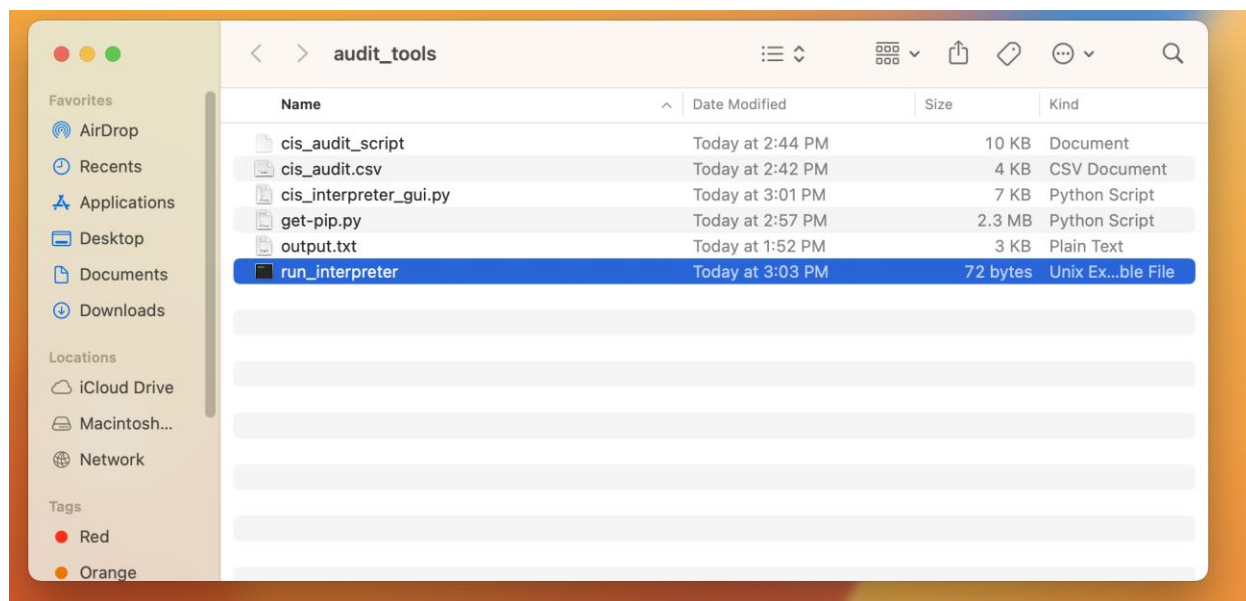 audit_tools
Favorites
AirDrop
Recents
Applications
Desktop
Documents
Downloads
Locations
iCloud Drive
Macintosh...
Network
Tags
Red
Orange
Name Date Modified Size Kind
cis_audit_script Today at 2:44 PM 10 KB Document
cis_audit.csv Today at 2:42 PM 4 KB CSV Document
cis_interpreter_gui.py Today at 3:01 PM 7 KB Python Script
get-pip.py Today at 2:57 PM 2.3 MB Python Script
output.txt Today at 1:52 PM 3 KB Plain Text
run_interpreter Today at 3:03 PM 72 bytes Unix Ex...ble File